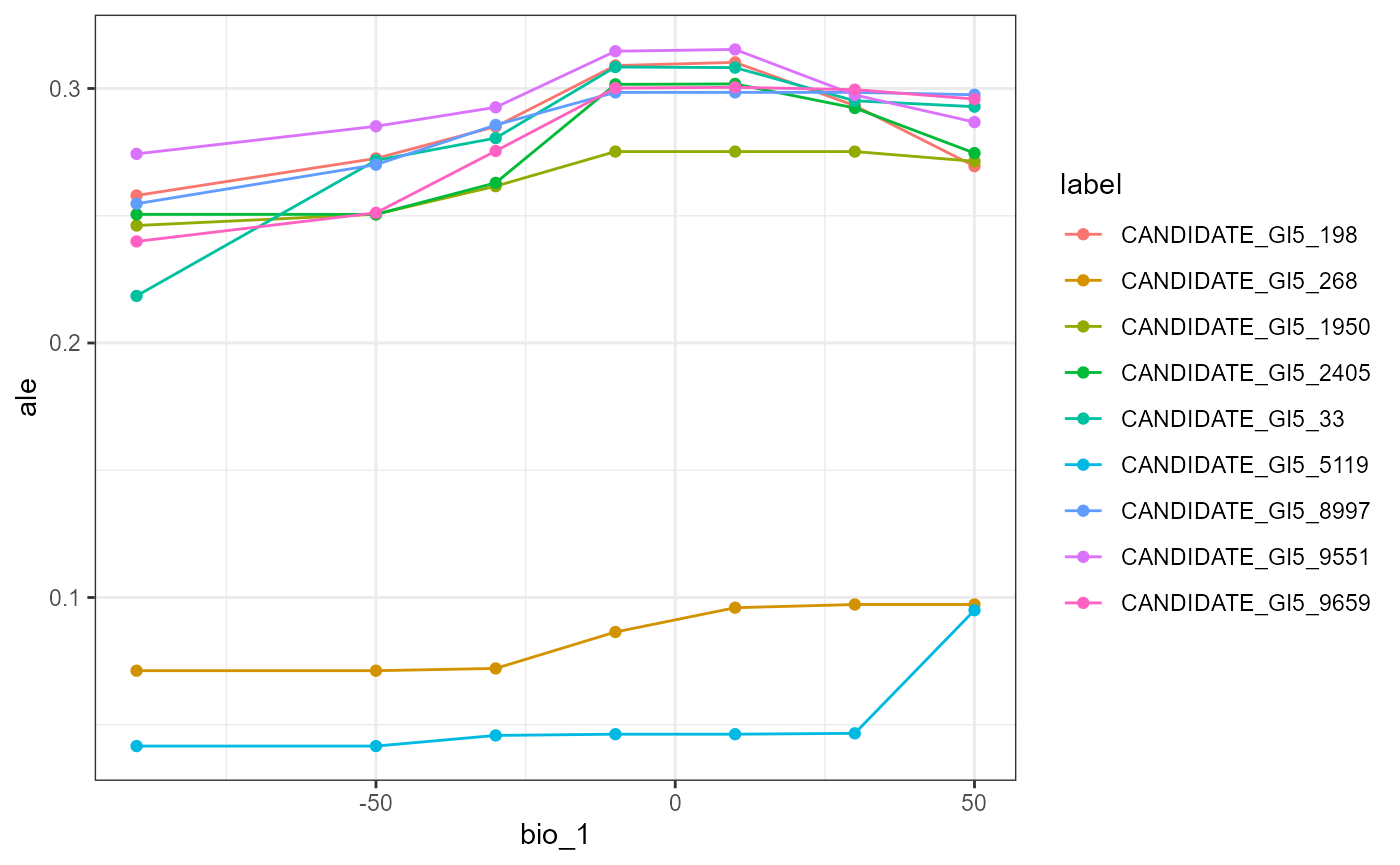 0.3
0.2
0.1
ale
-50 0 50
bio_1
label
CANDIDATE_GI5_198
CANDIDATE_GI5_268
CANDIDATE_GI5_1950
CANDIDATE_GI5_2405
CANDIDATE_GI5_33
CANDIDATE_GI5_5119
CANDIDATE_GI5_8997
CANDIDATE_GI5_9551
CANDIDATE_GI5_9659